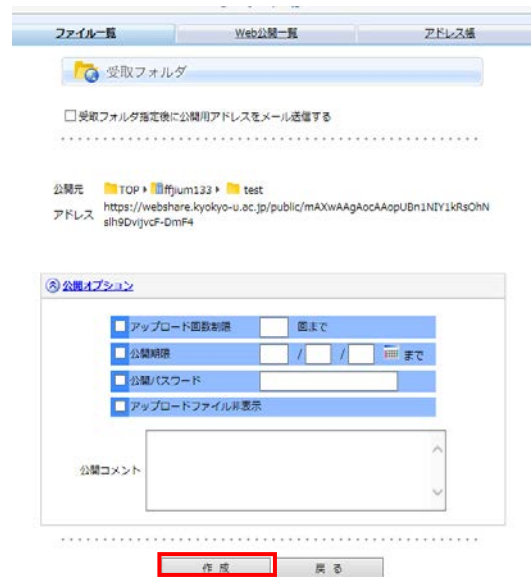 ファイル一覧 Web公開一覧 アドレス帳
受取フォルダ
受取フォルダ指定後に公開用アドレスをメール送信する
公開元 TOP ffjium133 test
アドレス https://webshare.kyokyo-u.ac.jp/public/mAXwAAgAocAAopUBn1NIY1kRsOhN
slh9DvijvcF-DmF4
公開オプション
アップロード回数制限 回まで
公開期限 / / まで
公開パスワード
アップロードファイル非表示
公開コメント
作成 戻る